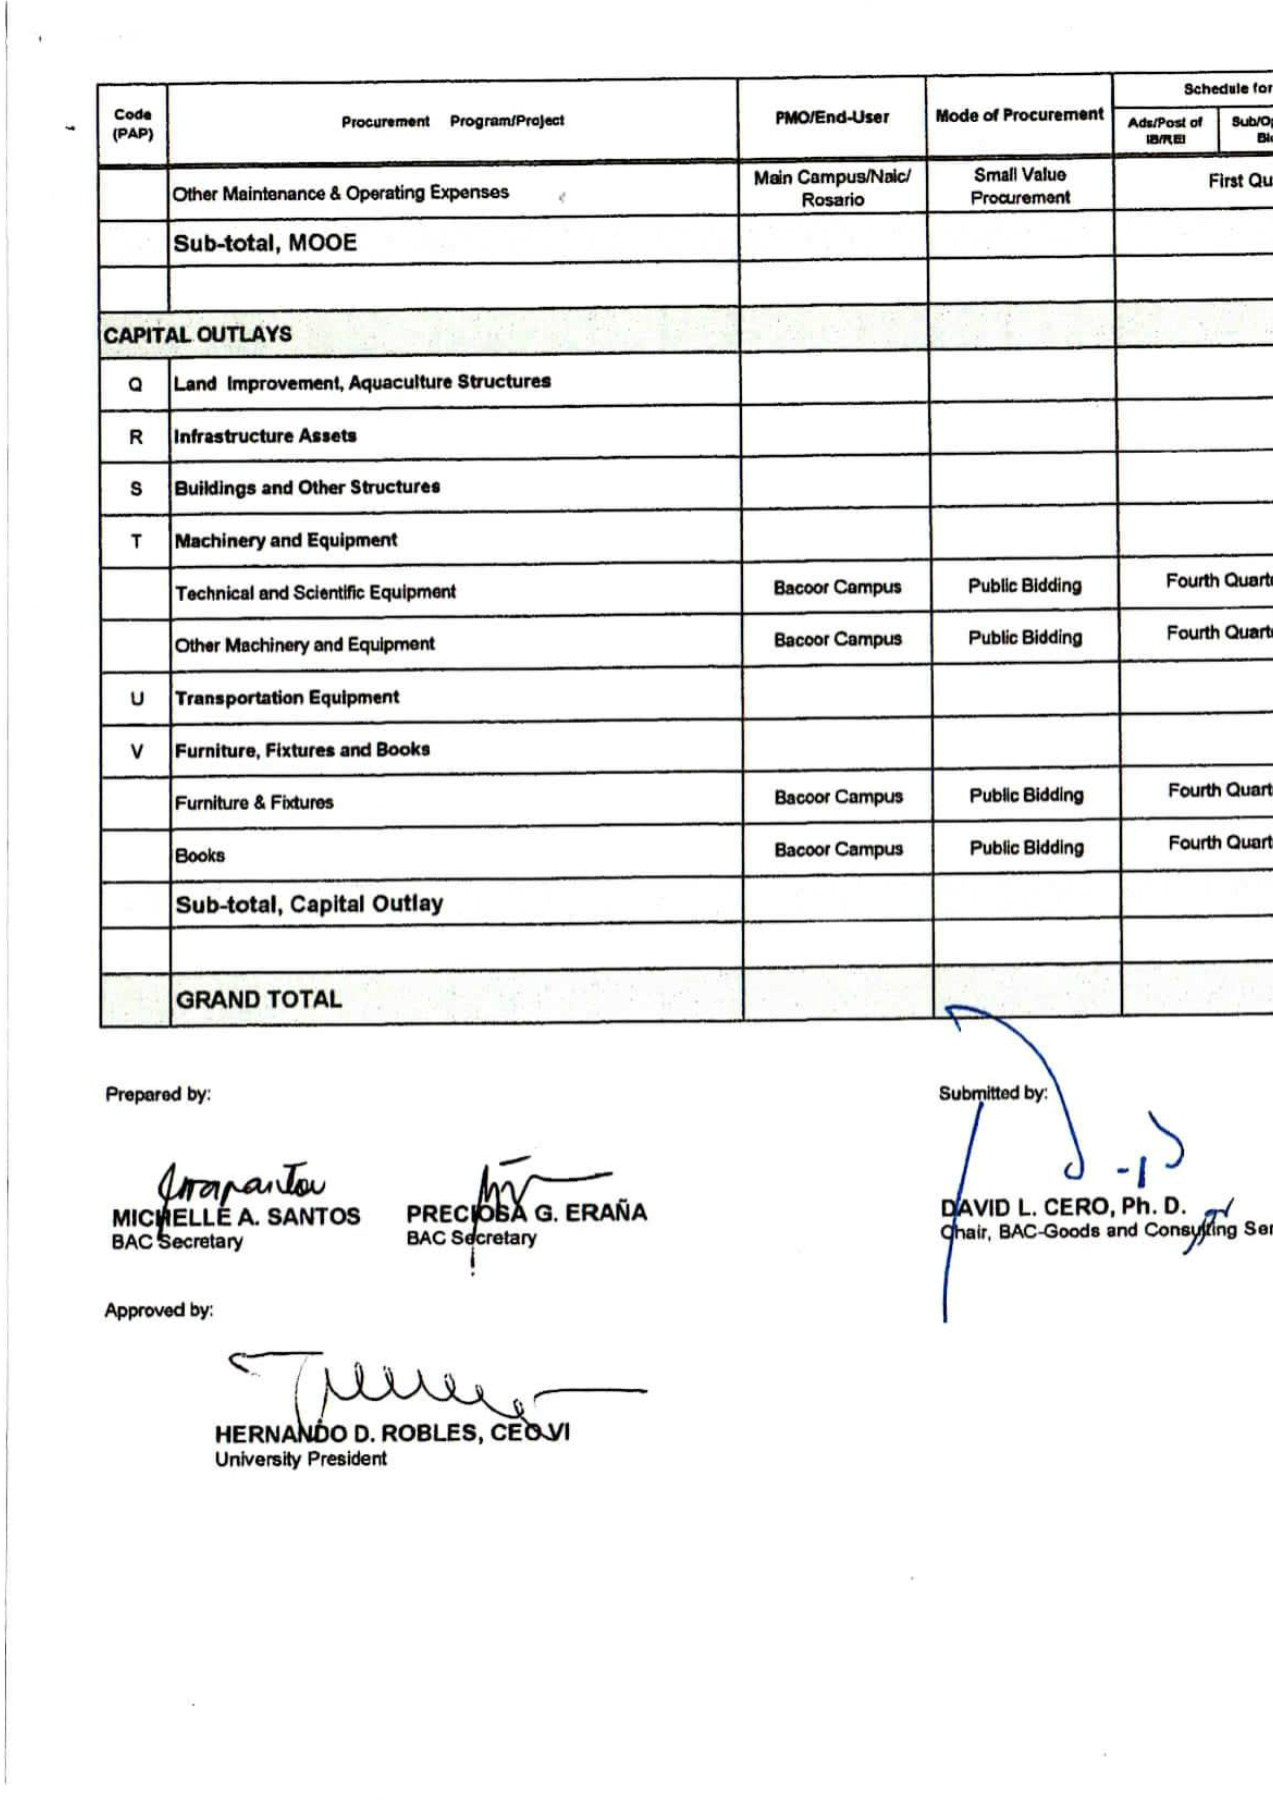 Code
(PAP)
Procurement Program/Project
PMO/End-User
Mode of Procurement
Schedule for
Ads/Post of
IB/REI
Sub/Op
Bi
Other Maintenance & Operating Expenses
Main Campus/Naic/
Rosario
Small Value
Procurement
First Qu
Sub-total, MOOE
CAPITAL OUTLAYS
Q Land Improvement, Aquaculture Structures
R Infrastructure Assets
S Buildings and Other Structures
T Machinery and Equipment
Technical and Scientific Equipment Bacoor Campus Public Bidding Fourth Quart
Other Machinery and Equipment Bacoor Campus Public Bidding Fourth Quart
U Transportation Equipment
V Furniture, Fixtures and Books
Furniture & Fixtures Bacoor Campus Public Bidding Fourth Quart
Books Bacoor Campus Public Bidding Fourth Quart
Sub-total, Capital Outlay
GRAND TOTAL
Prepared by: Submitted by:
MICHELLE A. SANTOS PRECIOSA G. ERAÑA DAVID L. CERO, Ph. D.
BAC Secretary BAC Secretary Chair, BAC-Goods and Consulting Ser
Approved by:
HERNANDO D. ROBLES, CEO VI
University President